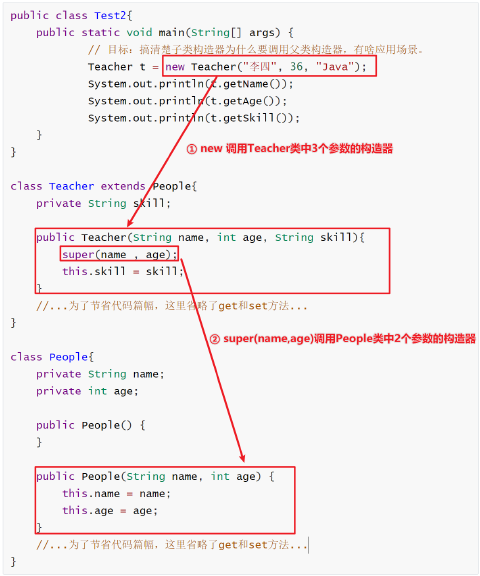 public class Test2{
public static void main(String[] args) {
// 目标：搞清楚子类构造器为什么要调用父类构造器，有啥应用场景。
Teacher t = new Teacher("李四", 36, "Java");
System.out.println(t.getName());
System.out.println(t.getAge());
System.out.println(t.getSkill());
}
}
① new 调用Teacher类中3个参数的构造器
class Teacher extends People{
private String skill;
public Teacher(String name, int age, String skill){
super(name , age);
this.skill = skill;
}
//...为了节省代码篇幅，这里省略了get和set方法...
}
② super(name,age)调用People类中2个参数的构造器
class People{
private String name;
private int age;
public People() {
}
public People(String name, int age) {
this.name = name;
this.age = age;
}
//...为了节省代码篇幅，这里省略了get和set方法...
}